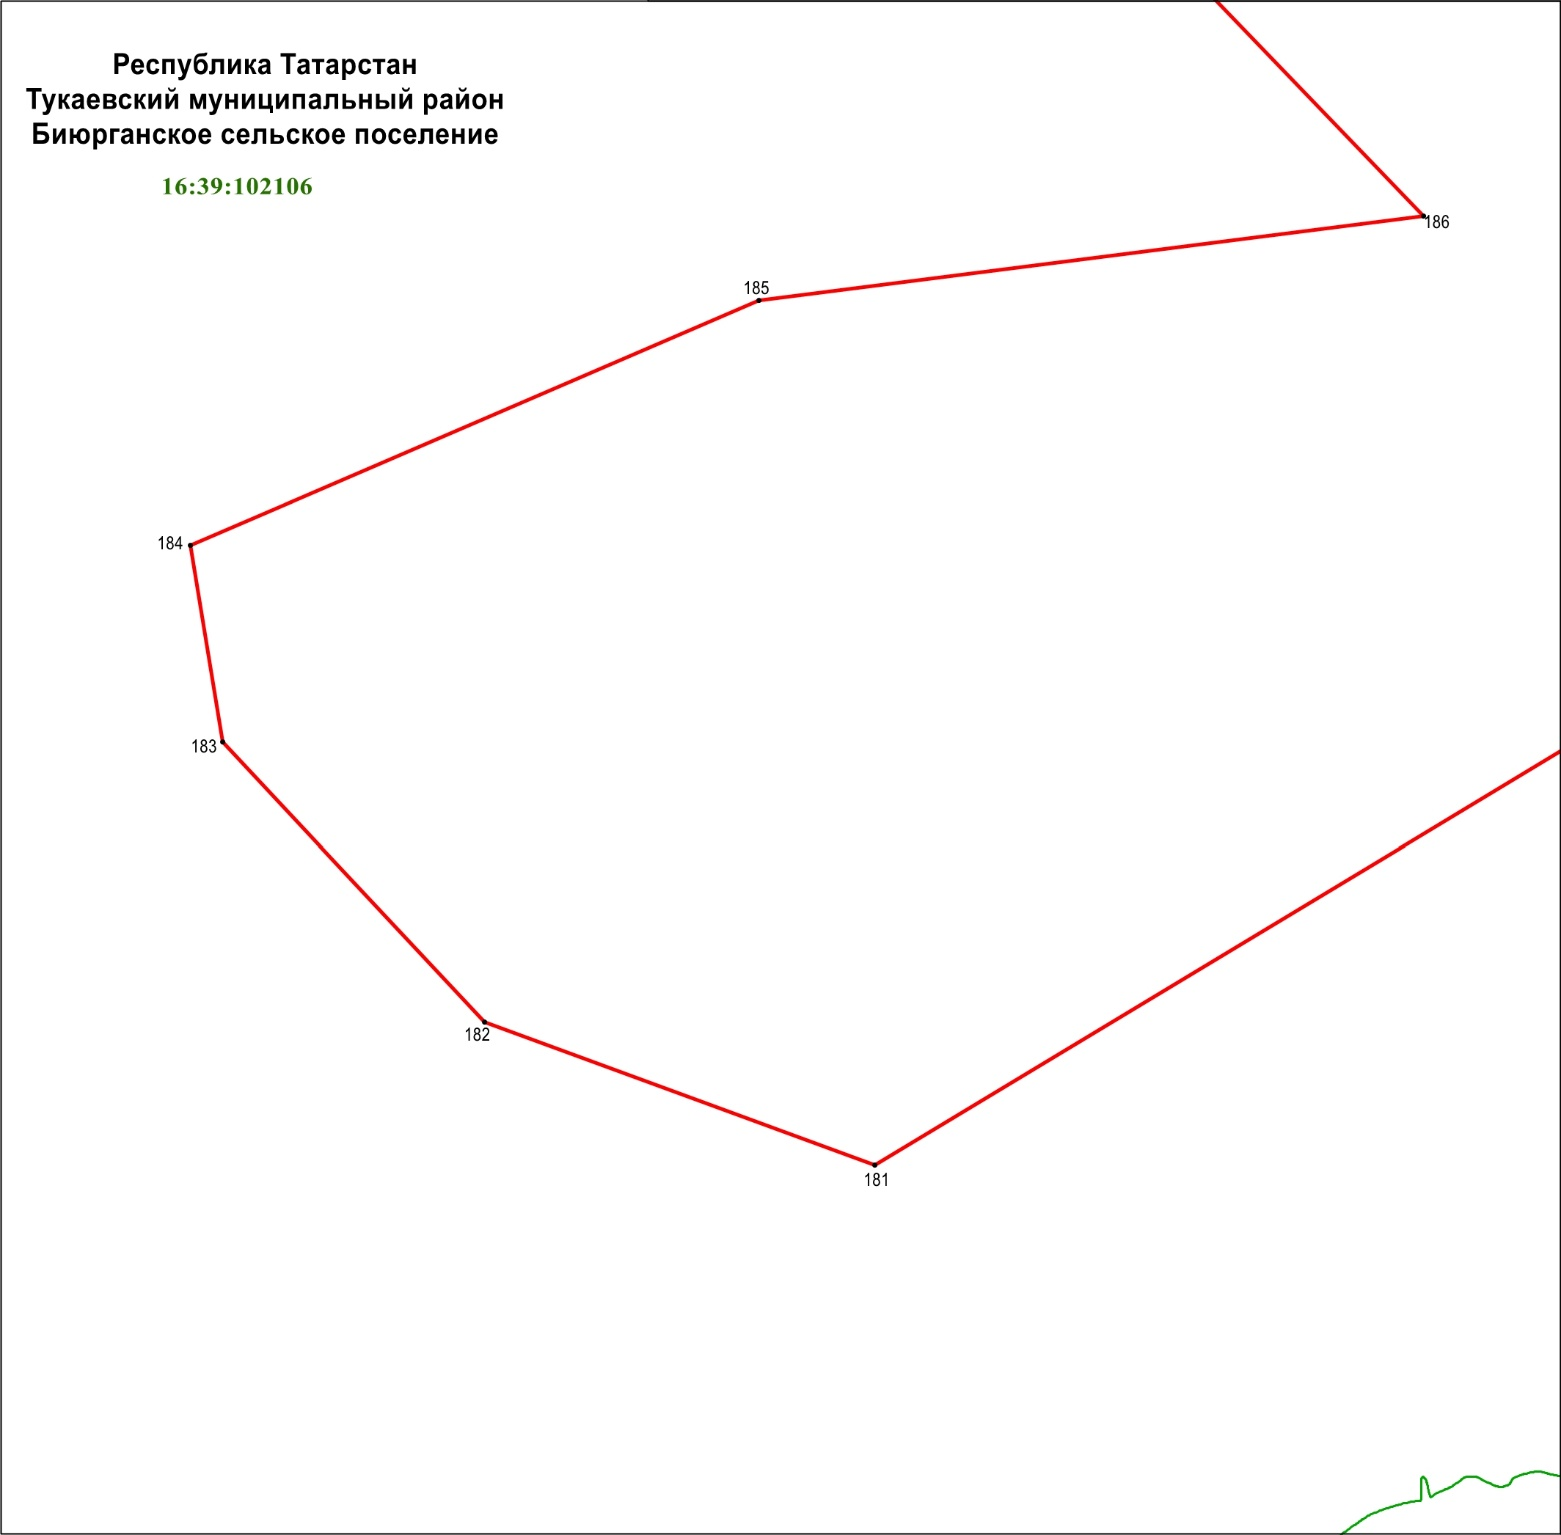 Республика Татарстан
Тукаевский муниципальный район
Биюрганское сельское поселение
16:39:102106
186
185
184
183
182
181